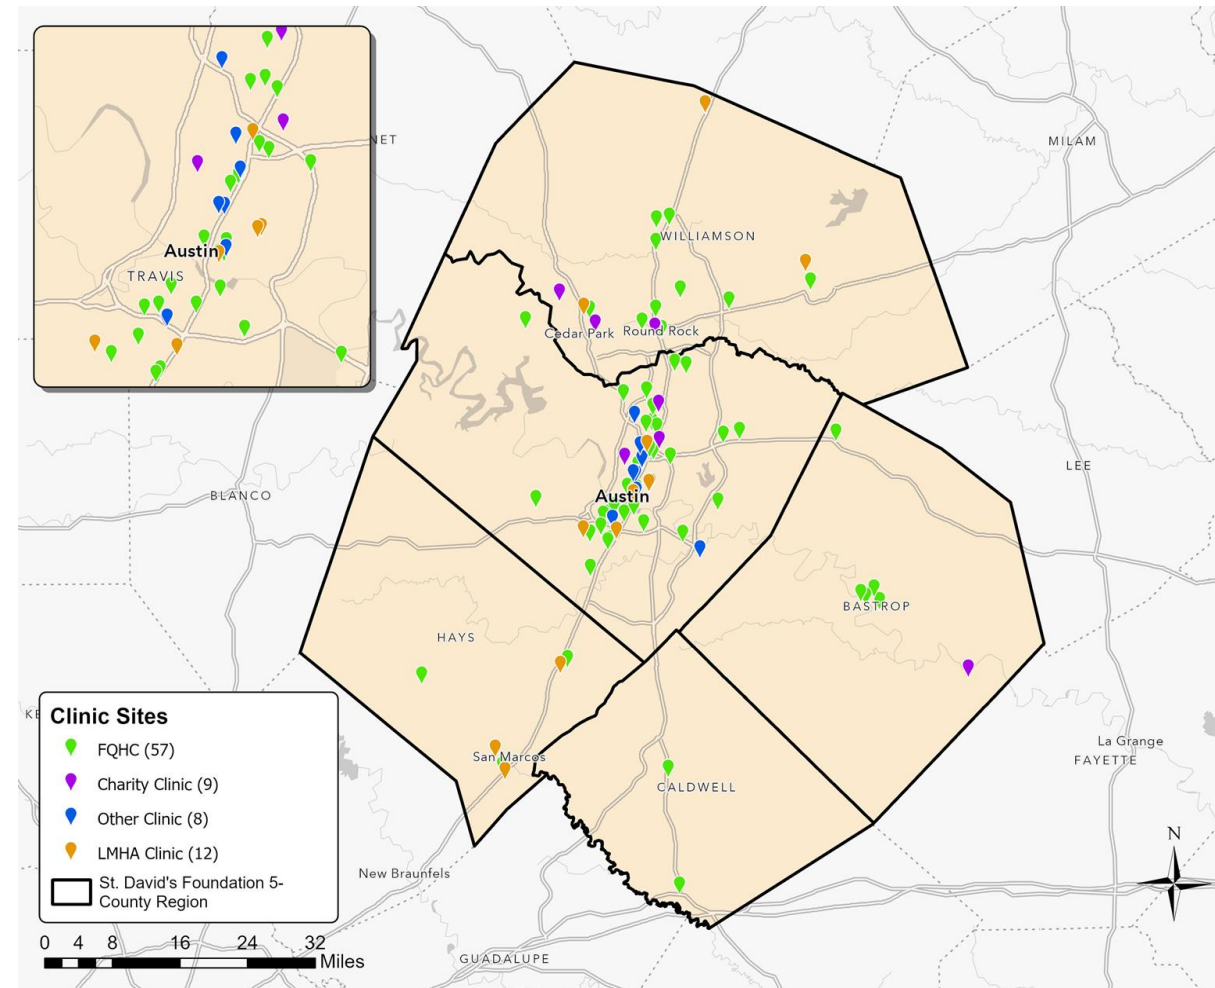 NET
MILAM
Austin
TRAVIS
WILLIAMSON
Cedar Park
Round Rock
LEE
BLANCO
Austin
BASTROP
HAYS
KE
Clinic Sites
FQHC (57)
Charity Clinic (9)
Other Clinic (8)
LMHA Clinic (12)
St. David's Foundation 5-
County Region
San Marcos
La Grange
FAYETTE
CALDWELL
N
New Braunfels
0 4 8 16 24 32
Miles
GUADALUPE